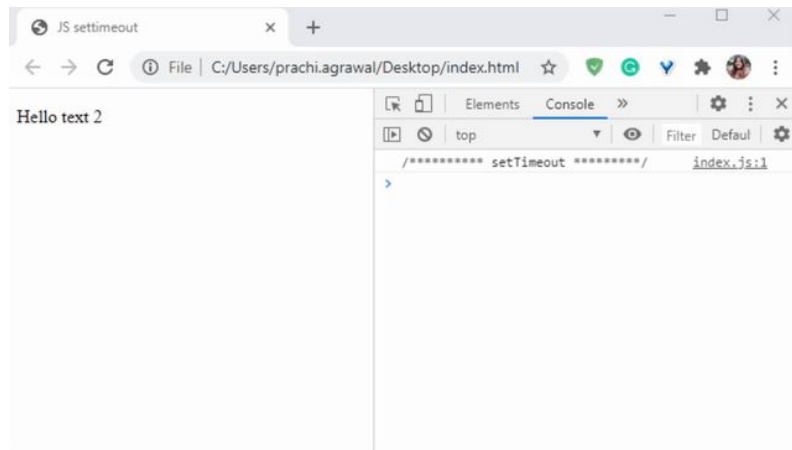 JS settimeout
File | C:/Users/prachi.agrawal/Desktop/index.html
Hello text 2
Elements Console »
top Filter Defaul
/********** setTimeout *********/ index.js:1
>